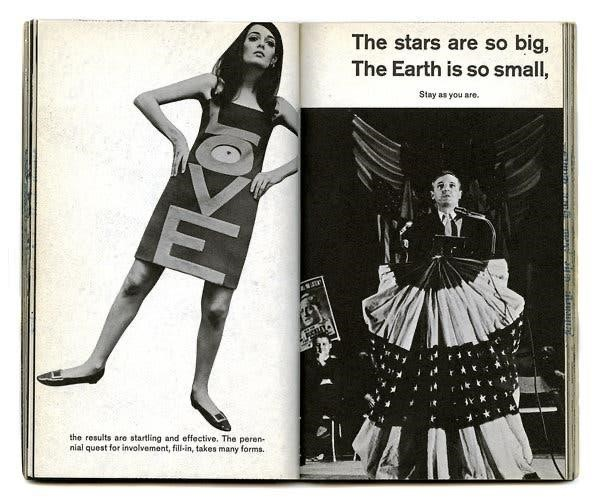 LOVE
the results are startling and effective. The peren-
nial quest for involvement, fill-in, takes many forms.
The stars are so big,
The Earth is so small,
Stay as you are.